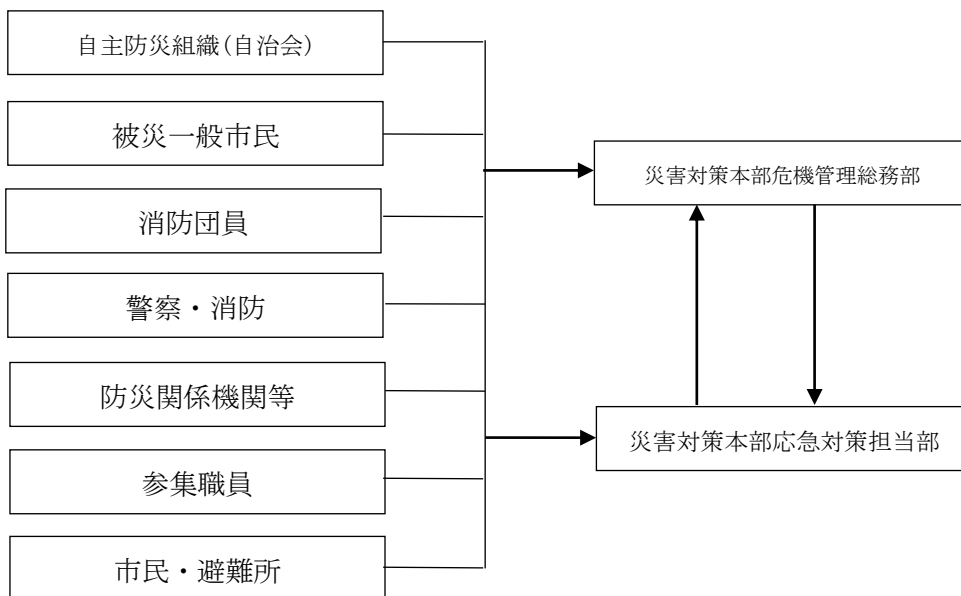 自主防災組織(自治会)
被災一般市民
消防団員
警察・消防
防災関係機関等
参集職員
市民・避難所
災害対策本部危機管理総務部
災害対策本部応急対策担当部